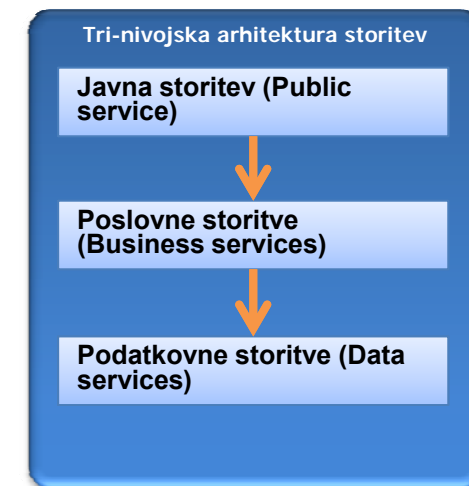 Tri-nivojska arhitektura storitev
Javna storitev (Public
service)
Poslovne storitve
(Business services)
Podatkovne storitve (Data
services)